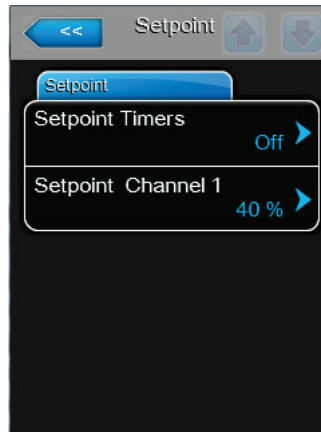 <<
Setpoint
Setpoint
Setpoint Timers
Off
Setpoint Channel 1
40 %